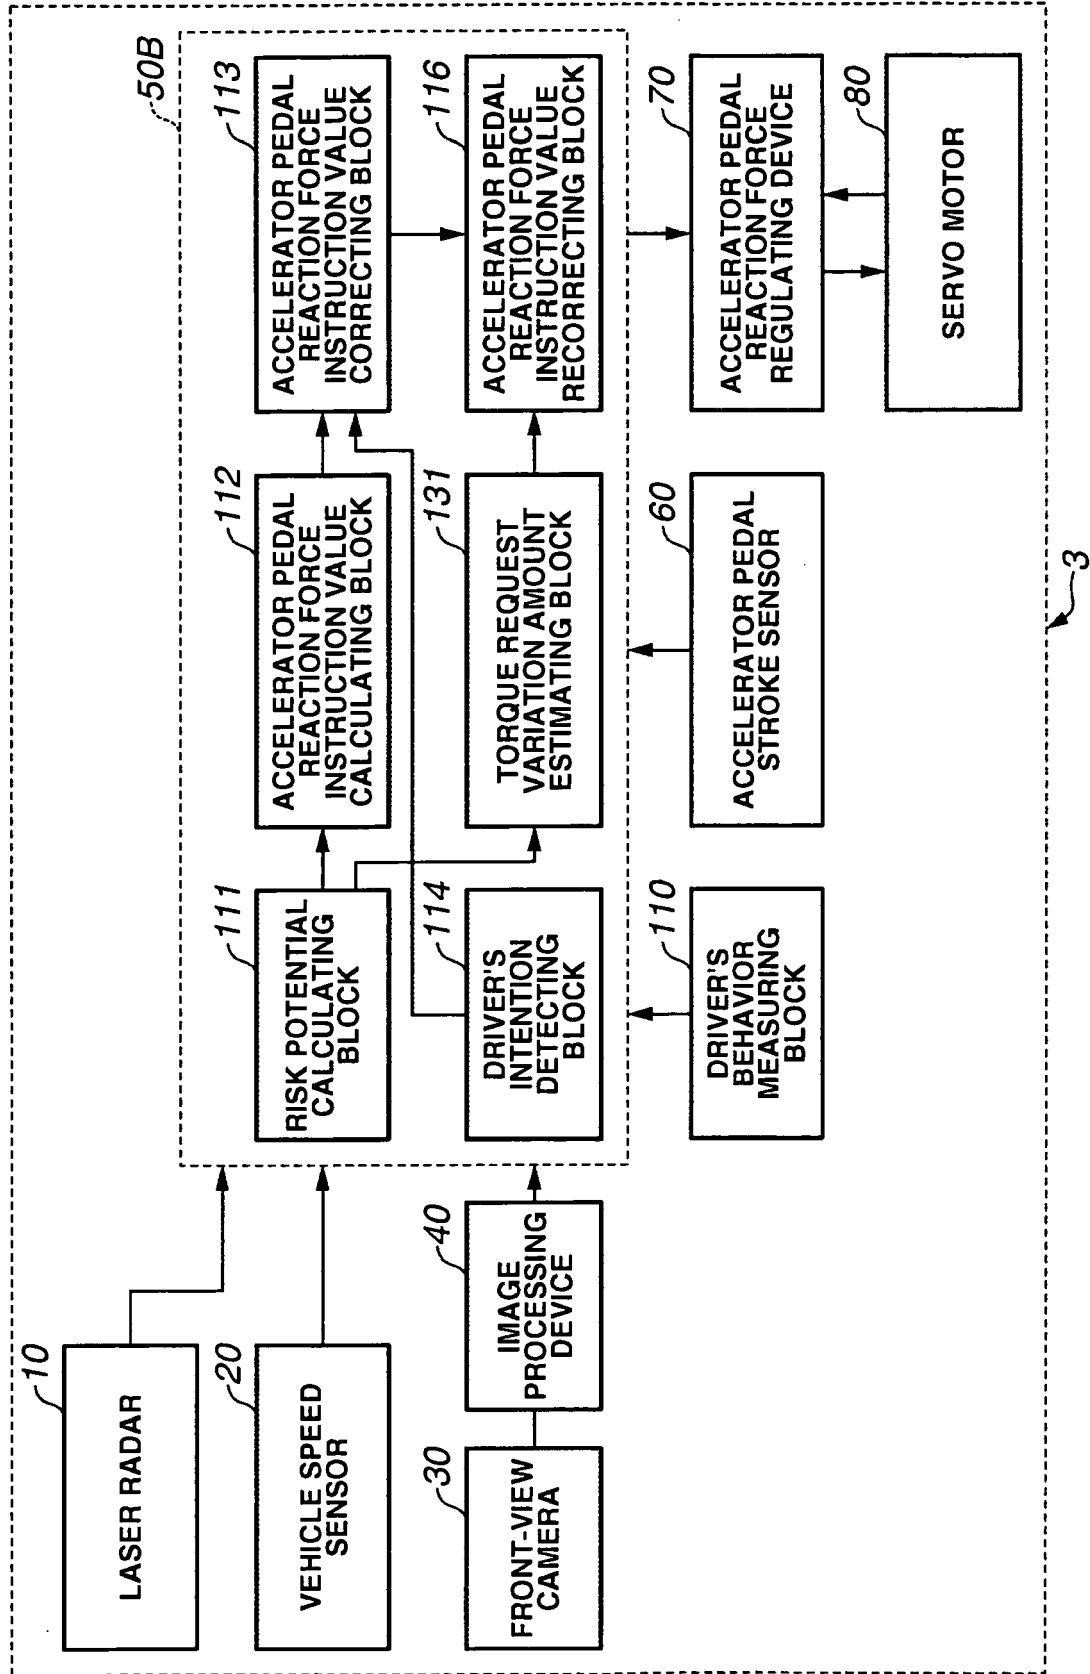 10
LASER RADAR
20
VEHICLE SPEED
SENSOR
30
FRONT-VIEW
CAMERA
40
IMAGE
PROCESSING
DEVICE
50B
111
RISK POTENTIAL
CALCULATING
BLOCK
112
ACCELERATOR PEDAL
REACTION FORCE
INSTRUCTION VALUE
CALCULATING BLOCK
113
ACCELERATOR PEDAL
REACTION FORCE
INSTRUCTION VALUE
CORRECTING BLOCK
114
DRIVER'S
INTENTION
DETECTING
BLOCK
131
TORQUE REQUEST
VARIATION AMOUNT
ESTIMATING BLOCK
116
ACCELERATOR PEDAL
REACTION FORCE
INSTRUCTION VALUE
RECORRECTING BLOCK
110
DRIVER'S
BEHAVIOR
MEASURING
BLOCK
60
ACCELERATOR PEDAL
STROKE SENSOR
70
ACCELERATOR PEDAL
REACTION FORCE
REGULATING DEVICE
80
SERVO MOTOR
3